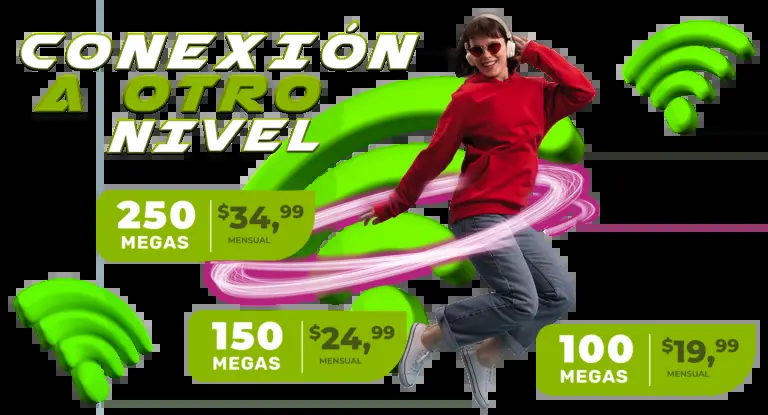 CONEXIÓN
A OTRO
NIVEL
250
MEGAS
$34,99
MENSUAL
150
MEGAS
$24,99
MENSUAL
100
MEGAS
$19,99
MENSUAL